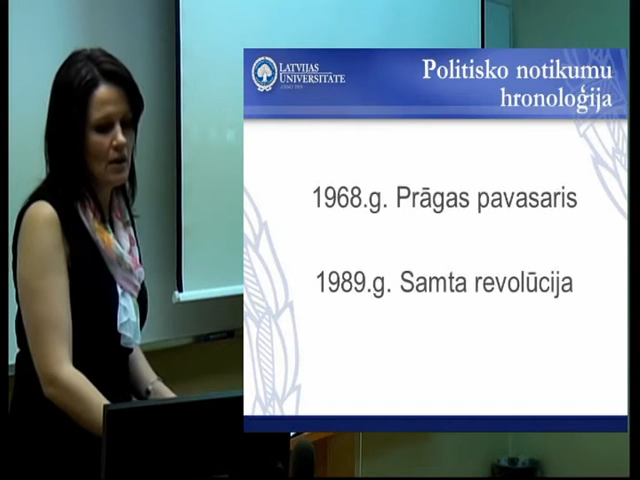 LATVIJAS
UNIVERSITĀTE
Politisko notikumu
hronoloģija
1968.g. Prāgas pavasaris
1989.g. Samta revolūcija